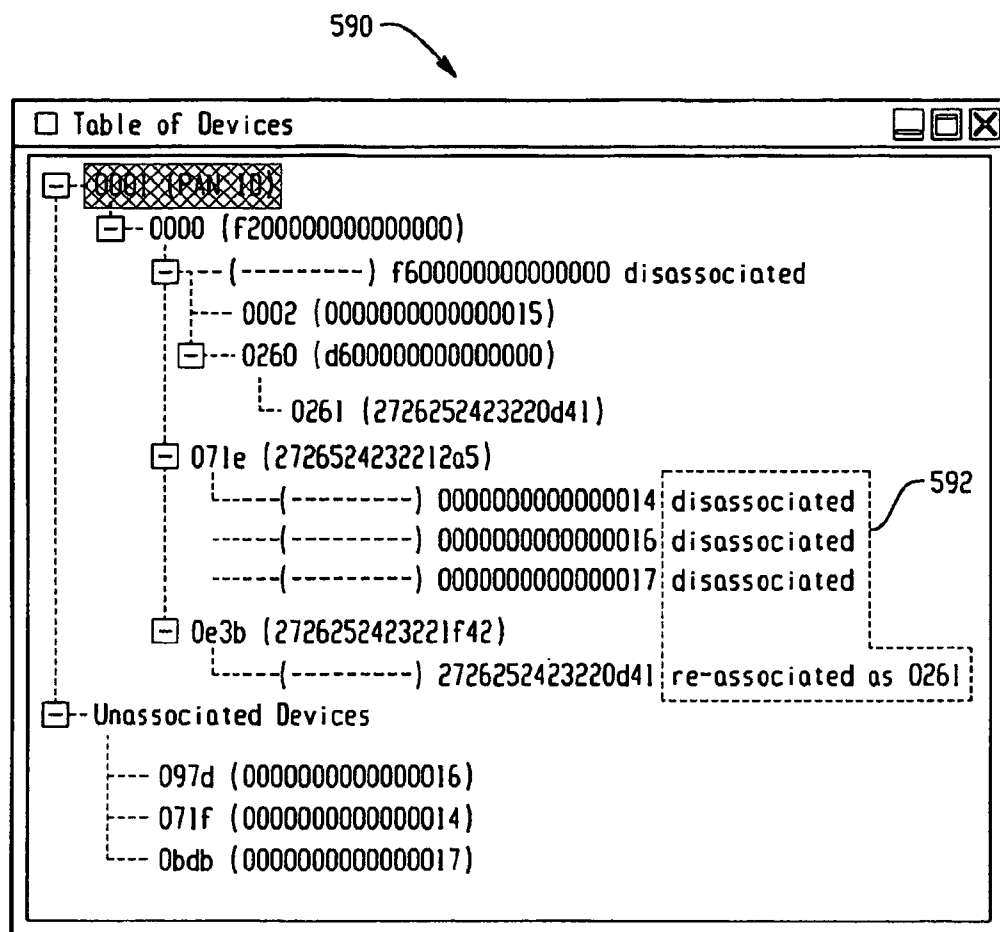 590
Table of Devices
0001 (PAN ID)
0000 (f200000000000000)
(---------) f600000000000000 disassociated
0002 (0000000000000015)
0260 (d600000000000000)
0261 (2726252423220d41)
071e (2726524232212a5)
(---------) 0000000000000014 disassociated
592
(---------) 0000000000000016 disassociated
(---------) 0000000000000017 disassociated
0e3b (2726252423221f42)
(---------) 2726252423220d41 re-associated as 0261
Unassociated Devices
097d (0000000000000016)
071f (0000000000000014)
0bdb (0000000000000017)